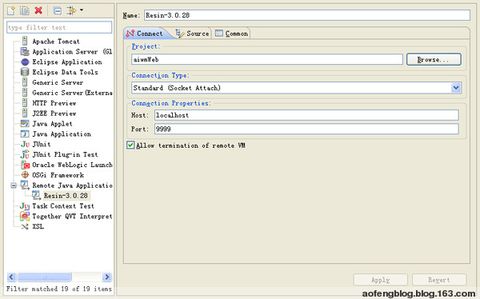 type filter text
Apache Tomcat
Application Server (Gl
Eclipse Application
Eclipse Data Tools
Generic Server
Generic Server(Externa
HTTP Preview
J2EE Preview
Java Applet
Java Application
JUnit
JUnit Plug-in Test
Oracle WebLogic Launch
OSGi Framework
Remote Java Applicatio
Resin-3.0.28
Task Context Test
Together QVT Interpret
XSL
Filter matched 19 of 19 items
Name: Resin-3.0.28
Connect Source Common
Project:
aiwmWeb Browse...
Connection Type:
Standard (Socket Attach)
Connection Properties:
Host: localhost
Port: 9999
Allow termination of remote VM
Apply Revert
aofengblog.blog.163.com